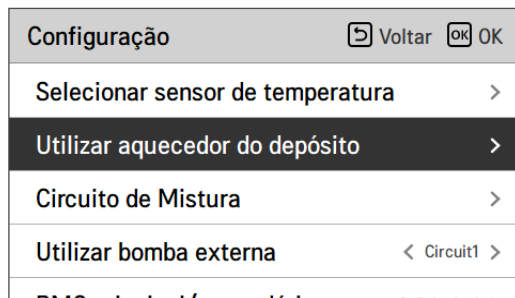 Configuração Voltar OK OK
Selecionar sensor de temperatura >
Utilizar aquecedor do depósito >
Circuito de Mistura >
Utilizar bomba externa < Circuit1 >